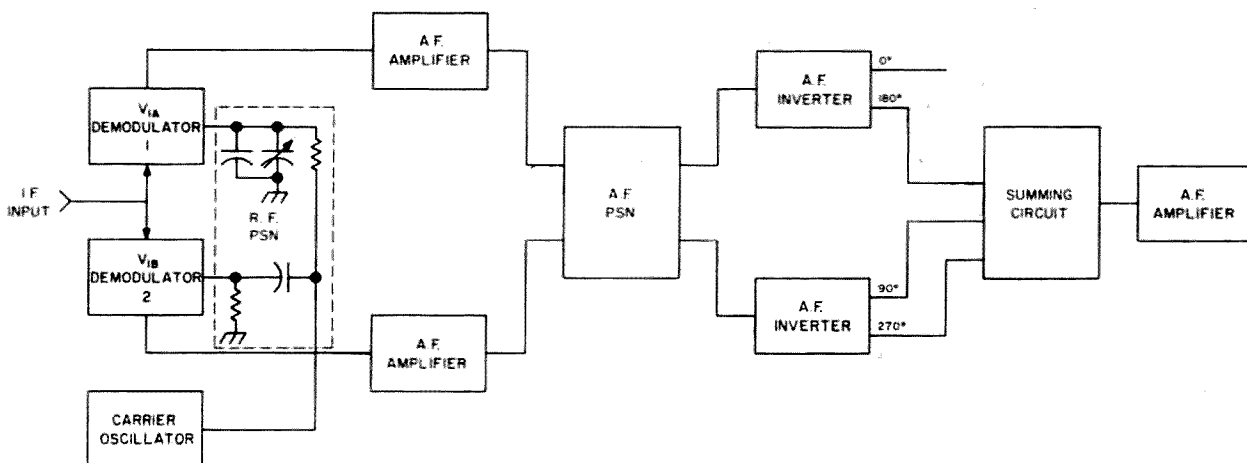 A.F.
AMPLIFIER
V1A
DEMODULATOR
1
I F.
INPUT
R. F.
PSN
V1B
DEMODULATOR
2
A.F.
AMPLIFIER
CARRIER
OSCILLATOR
A.F.
PSN
A.F.
INVERTER
0°
180°
A.F.
INVERTER
90°
270°
SUMMING
CIRCUIT
A.F.
AMPLIFIER